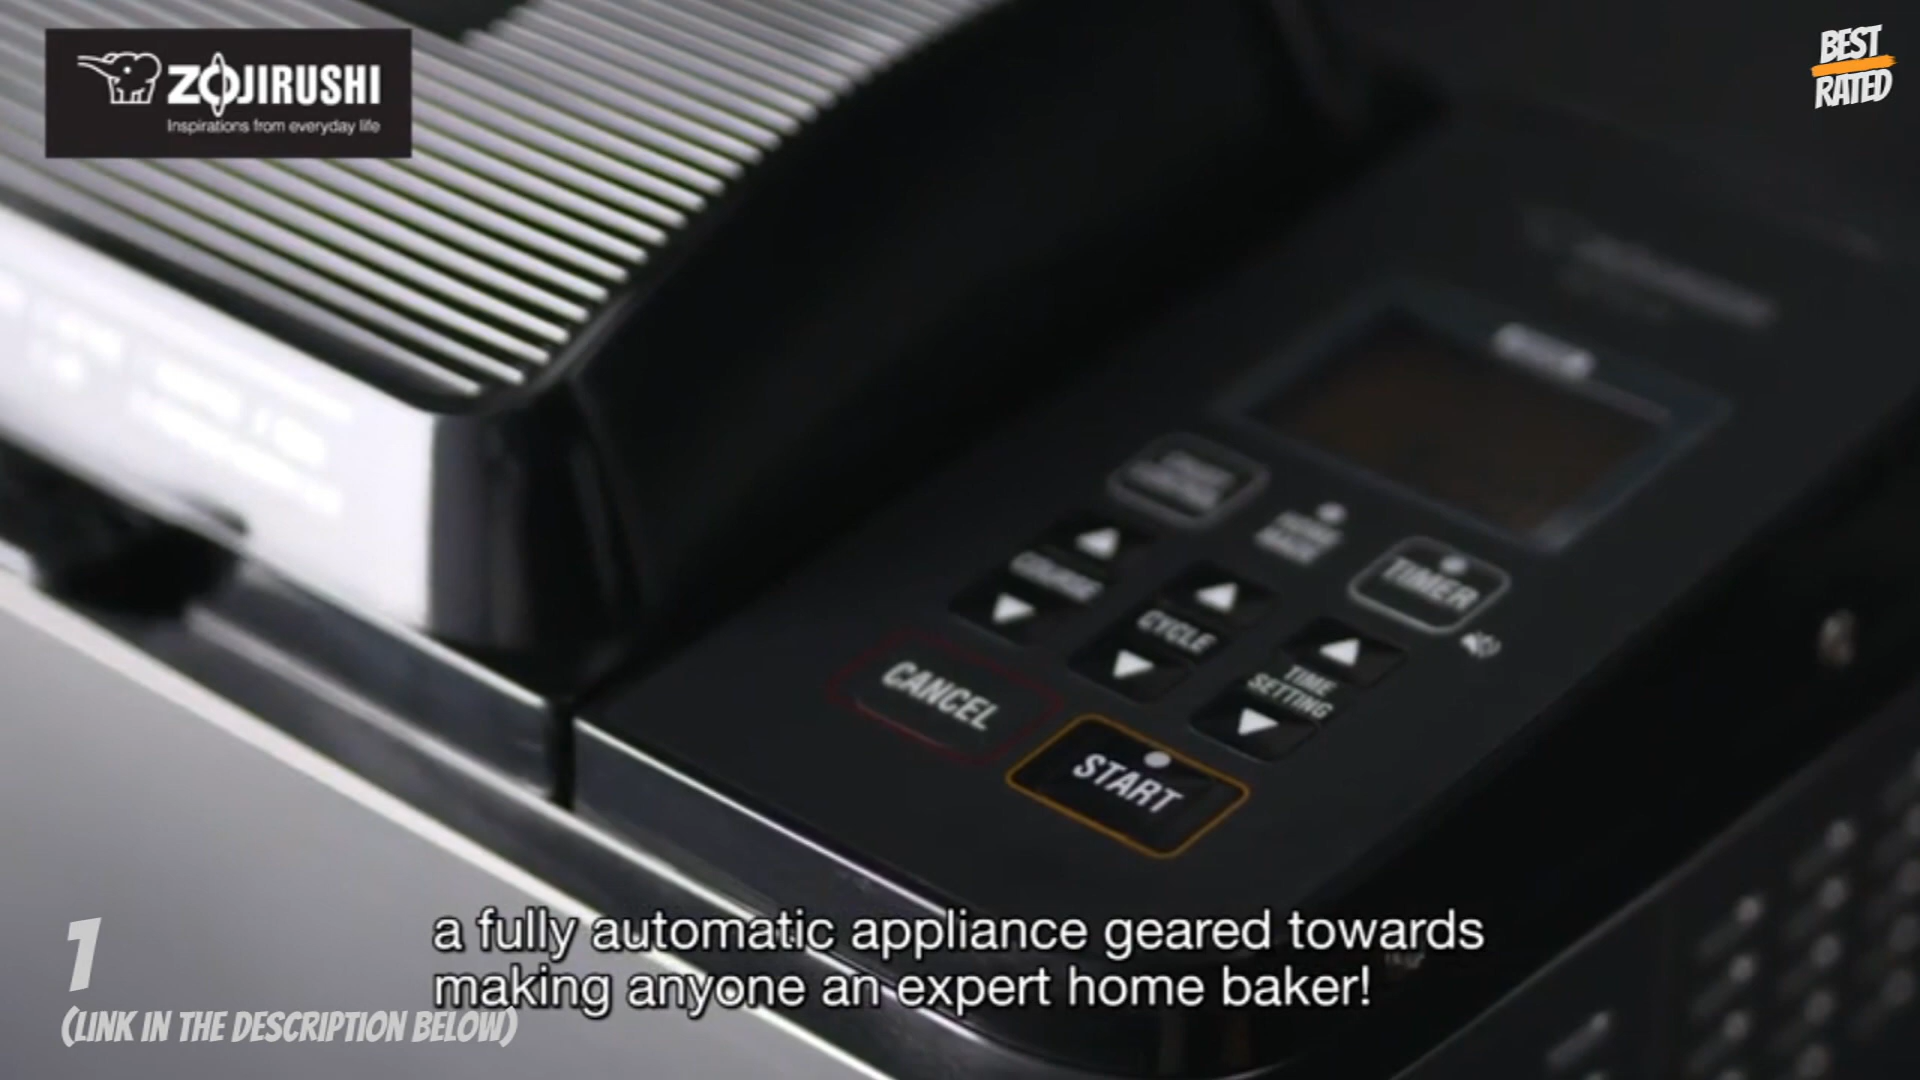 ZOJIRUSHI
Inspirations from everyday life
BEST
RATED
TIMER
COURSE
CYCLE
TIME
SETTING
CANCEL
START
a fully automatic appliance geared towards
making anyone an expert home baker!
1
(LINK IN THE DESCRIPTION BELOW)